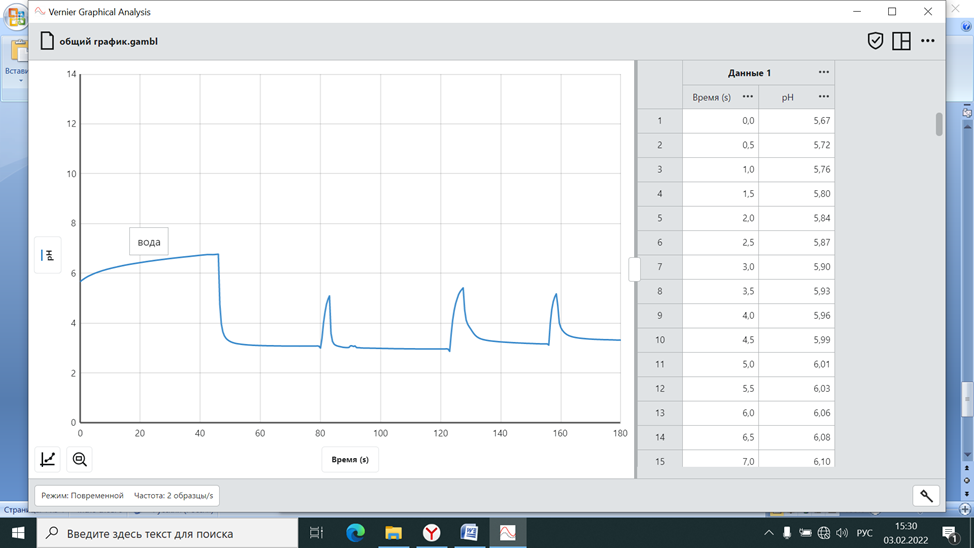 Vernier Graphical Analysis
общий график.gambl
Встави
14
12
10
8
6
4
2
0
вода
pH
0 20 40 60 80 100 120 140 160 180
Время (s)
Данные 1
Время (s) pH
1 0,0 5,67
2 0,5 5,72
3 1,0 5,76
4 1,5 5,80
5 2,0 5,84
6 2,5 5,87
7 3,0 5,90
8 3,5 5,93
9 4,0 5,96
10 4,5 5,99
11 5,0 6,01
12 5,5 6,03
13 6,0 6,06
14 6,5 6,08
15 7,0 6,10
Режим: Повременной Частота: 2 образцы/s
Страни
Введите здесь текст для поиска
РУС
15:30
03.02.2022
1